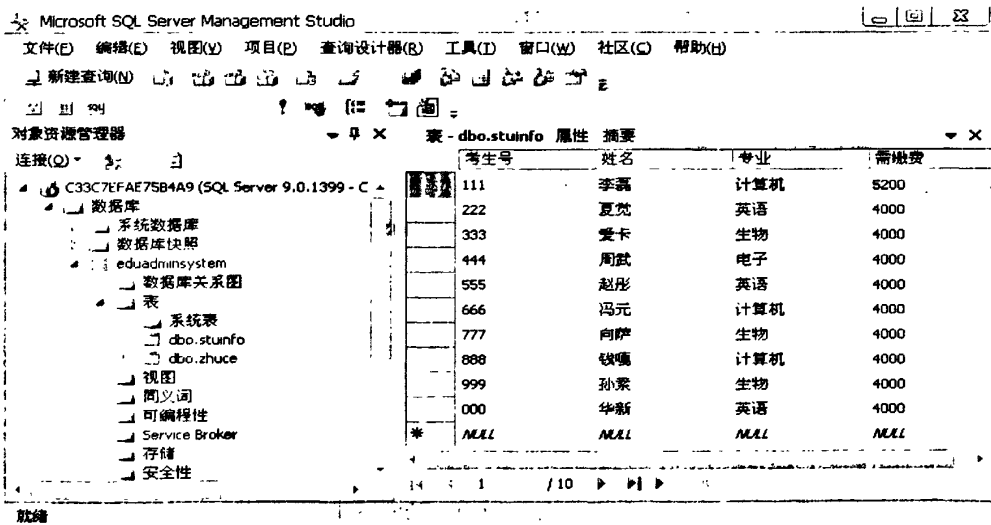 Microsoft SQL Server Management Studio
文件(F) 编辑(E) 视图(V) 项目(P) 查询设计器(R) 工具(T) 窗口(W) 社区(C) 帮助(H)
新建查询(N)
对象资源管理器
表 - dbo.stuinfo 属性 摘要
连接(O)
C33C7EFAE75B4A9 (SQL Server 9.0.1399 - C
数据库
系统数据库
数据库快照
eduadminsystem
数据库关系图
表
系统表
dbo.stuinfo
dbo.zhuce
视图
同义词
可编程性
Service Broker
存储
安全性
考生号 姓名 专业 需缴费
111 李磊 计算机 5200
222 夏觉 英语 4000
333 爱卡 生物 4000
444 周武 电子 4000
555 赵彤 英语 4000
666 冯元 计算机 4000
777 向萨 生物 4000
888 钱嘎 计算机 4000
999 孙素 生物 4000
000 华新 英语 4000
NULL NULL NULL NULL
1 /10
就绪